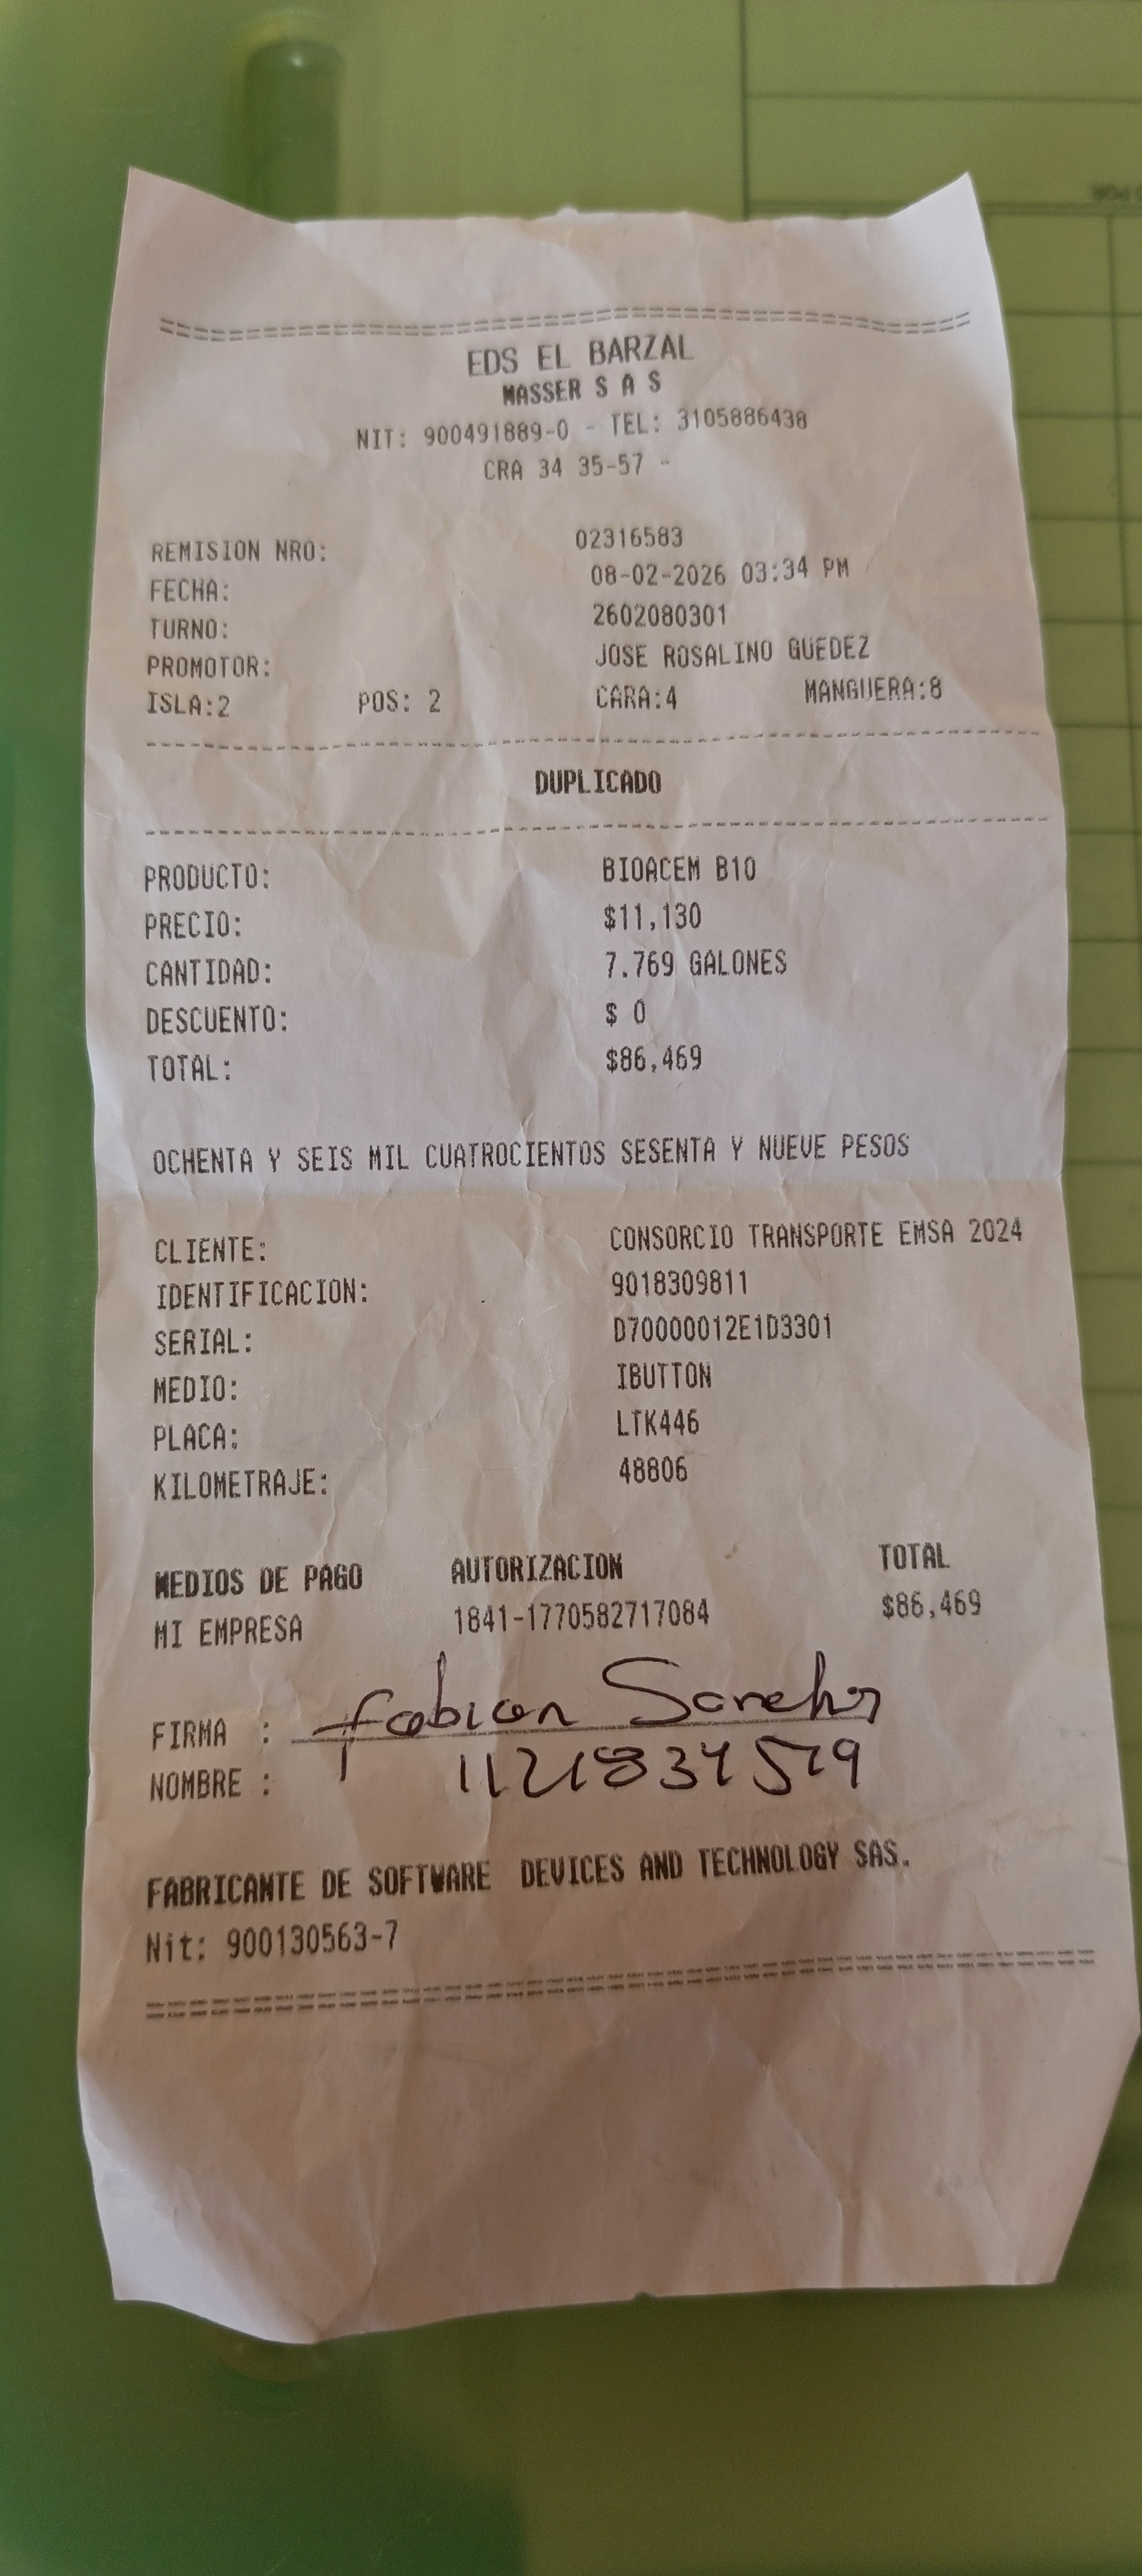 EDS EL BARZAL
MASSER S A S
NIT: 900491889-0 - TEL: 3105886438
CRA 34 35-57 -
REMISION NRO: 02316583
FECHA: 08-02-2026 03:34 PM
TURNO: 2602080301
PROMOTOR: JOSE ROSALINO GUEDEZ
ISLA:2 POS: 2 CARA:4 MANGUERA:8
DUPLICADO
PRODUCTO: BIOACEM B10
PRECIO: $11,130
CANTIDAD: 7.769 GALONES
DESCUENTO: $ 0
TOTAL: $86,469
OCHENTA Y SEIS MIL CUATROCIENTOS SESENTA Y NUEVE PESOS
CLIENTE: CONSORCIO TRANSPORTE EMSA 2024
IDENTIFICACION: 9018309811
SERIAL: D70000012E1D3301
MEDIO: IBUTTON
PLACA: LTK446
KILOMETRAJE: 48806
MEDIOS DE PAGO AUTORIZACION TOTAL
MI EMPRESA 1841-1770582717084 $86,469
FIRMA : Fabian Sanchez
NOMBRE : 1121834519
FABRICANTE DE SOFTWARE DEVICES AND TECHNOLOGY SAS.
Nit: 900130563-7